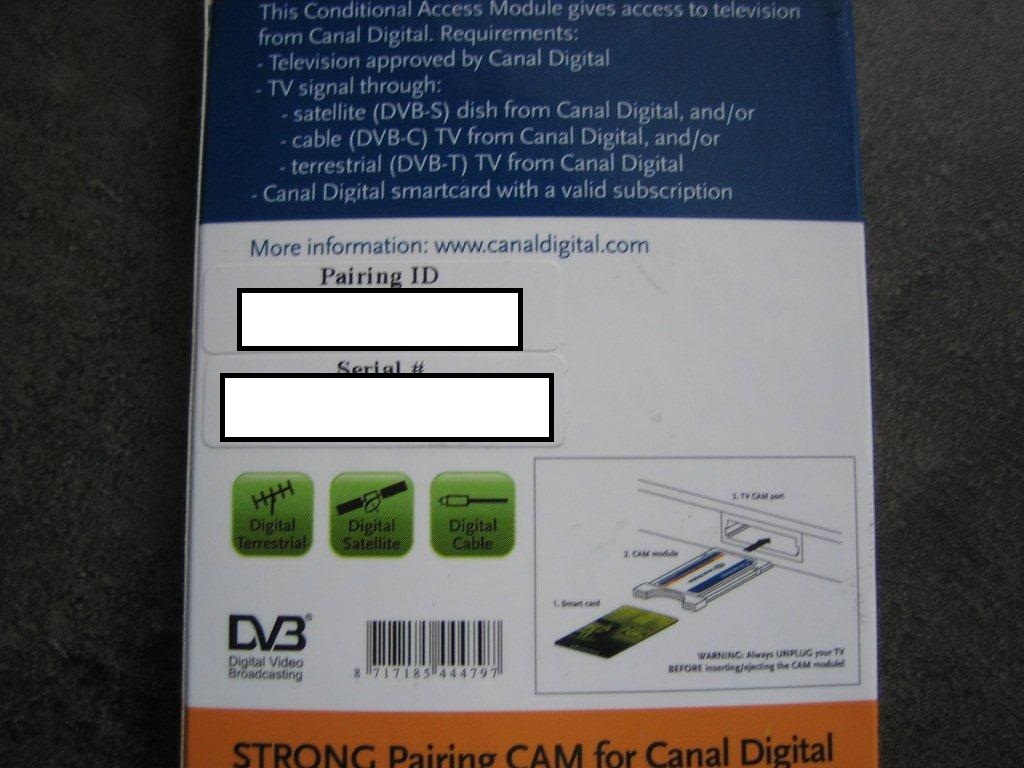 This Conditional Access Module gives access to television
from Canal Digital. Requirements:
- Television approved by Canal Digital
- TV signal through:
- satellite (DVB-S) dish from Canal Digital, and/or
- cable (DVB-C) TV from Canal Digital, and/or
- terrestrial (DVB-T) TV from Canal Digital
- Canal Digital smartcard with a valid subscription
More information: www.canaldigital.com
Pairing ID
Serial #
Digital
Terrestrial
Digital
Satellite
Digital
Cable
3. TV CAM port
2. CAM module
1. Smart card
WARNING: Always UNPLUG your TV
BEFORE inserting/ejecting the CAM module!
DVB®
Digital Video
Broadcasting
8 717185 444797
STRONG Pairing CAM for Canal Digital